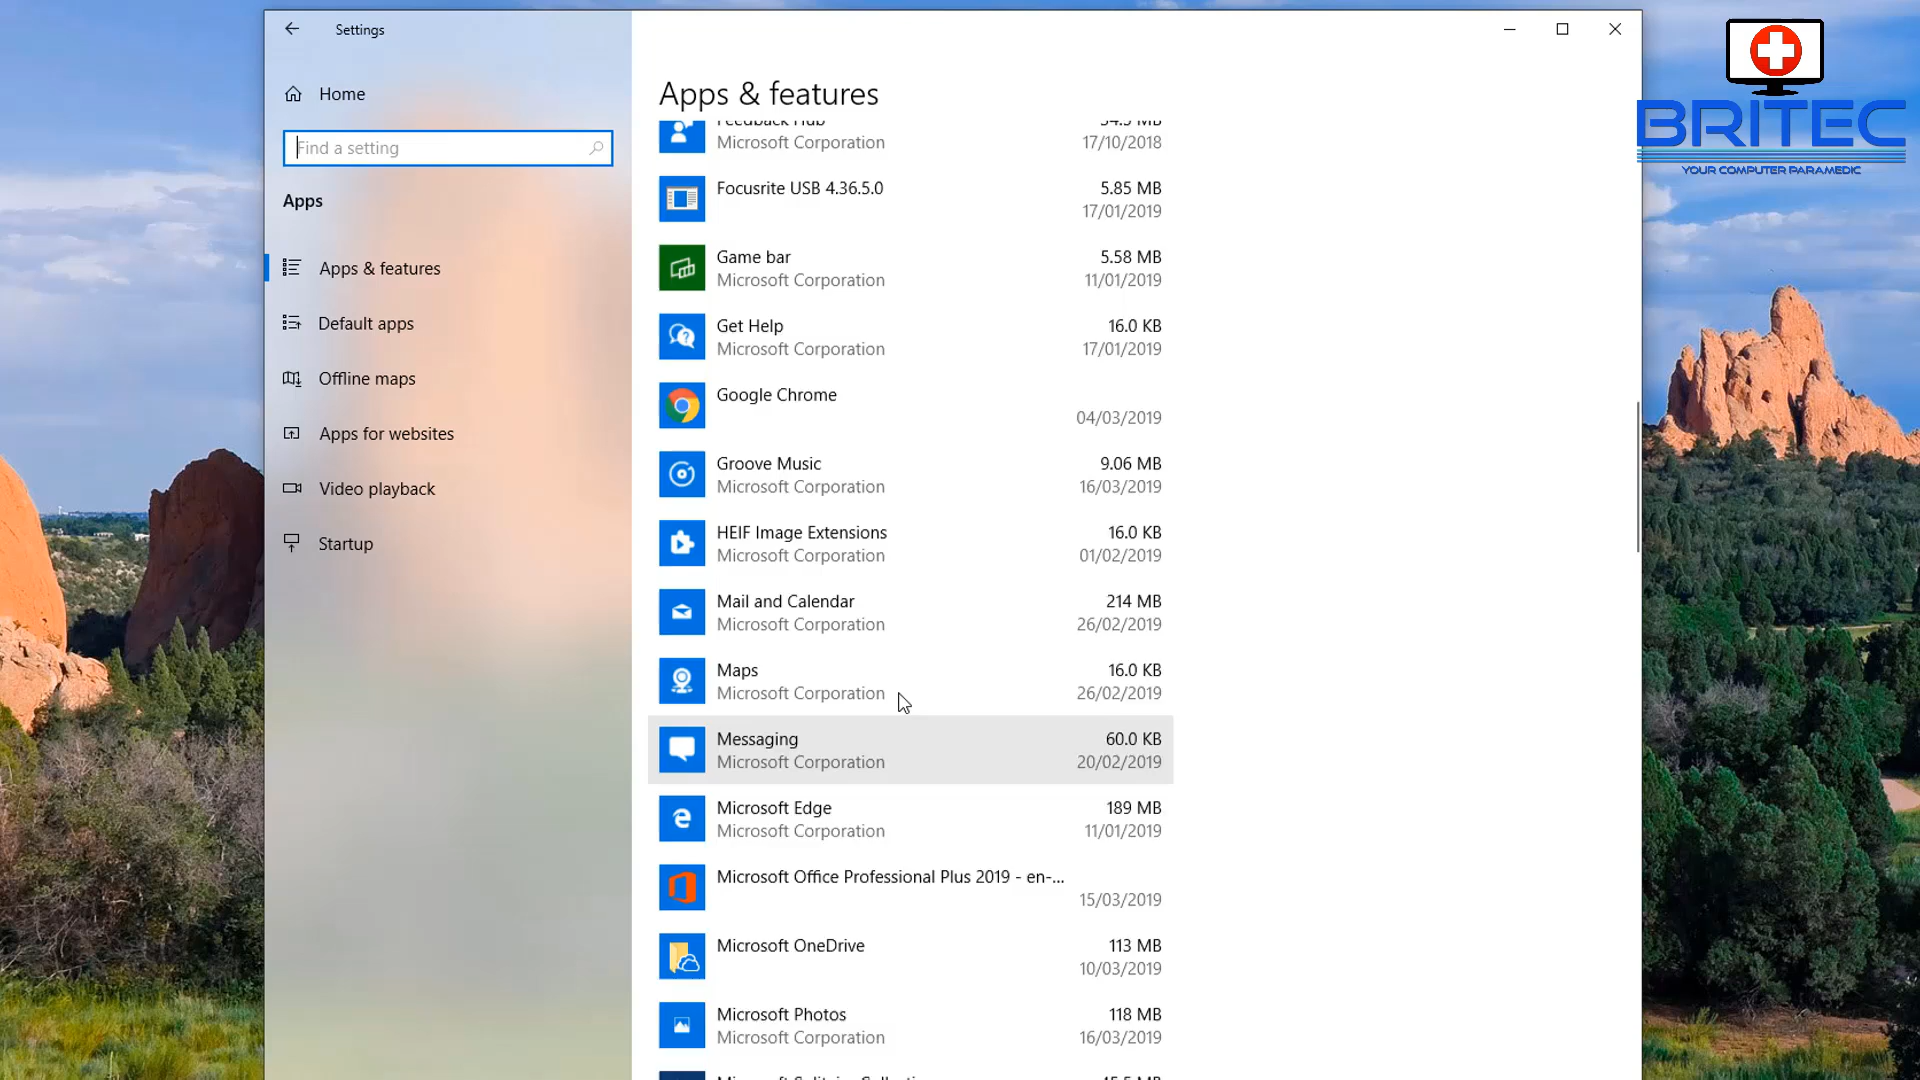 Settings
Home
Find a setting
Apps
Apps & features
Default apps
Offline maps
Apps for websites
Video playback
Startup
Apps & features
Feedback Hub
Microsoft Corporation 17/10/2018
Focusrite USB 4.36.5.0 5.85 MB
17/01/2019
Game bar 5.58 MB
Microsoft Corporation 11/01/2019
Get Help 16.0 KB
Microsoft Corporation 17/01/2019
Google Chrome
04/03/2019
Groove Music 9.06 MB
Microsoft Corporation 16/03/2019
HEIF Image Extensions 16.0 KB
Microsoft Corporation 01/02/2019
Mail and Calendar 214 MB
Microsoft Corporation 26/02/2019
Maps 16.0 KB
Microsoft Corporation 26/02/2019
Messaging 60.0 KB
Microsoft Corporation 20/02/2019
Microsoft Edge 189 MB
Microsoft Corporation 11/01/2019
Microsoft Office Professional Plus 2019 - en-...
15/03/2019
Microsoft OneDrive 113 MB
10/03/2019
Microsoft Photos 118 MB
Microsoft Corporation 16/03/2019
BRITEC
YOUR COMPUTER PARAMEDIC